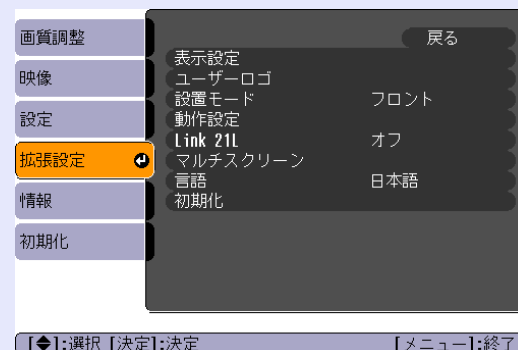 画質調整
映像
設定
拡張設定
情報
初期化
戻る
表示設定
ユーザーロゴ
設置モード フロント
動作設定
Link 21L オフ
マルチスクリーン
言語 日本語
初期化
[◆]:選択 [決定]:決定 [メニュー]:終了